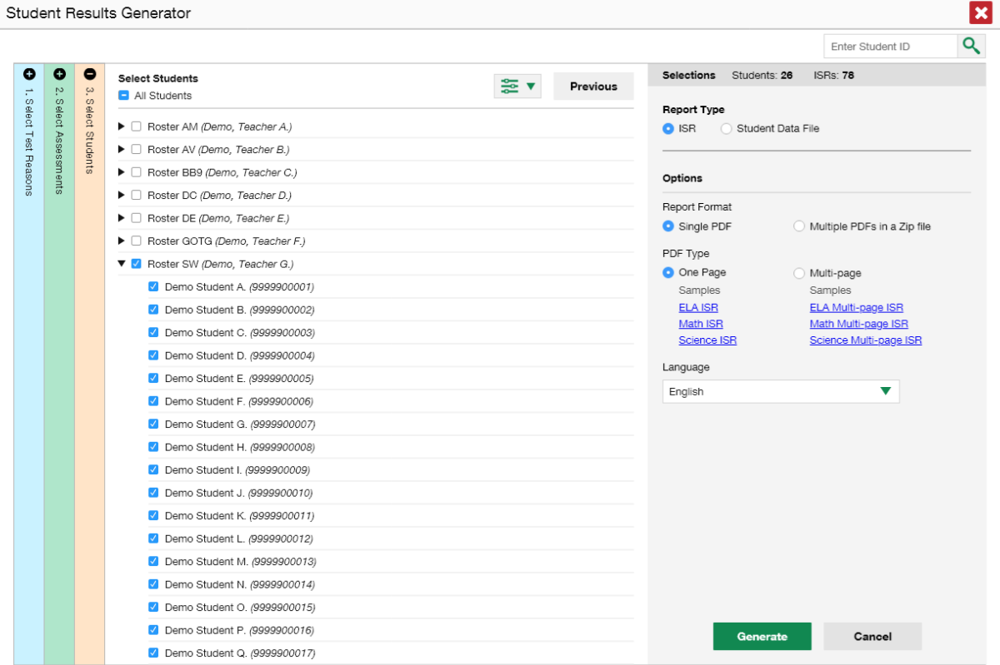 Student Results Generator
Enter Student ID
1. Select Test Reasons
2. Select Assessments
3. Select Students
Select Students
All Students
Previous
Roster AM (Demo, Teacher A.)
Roster AV (Demo, Teacher B.)
Roster BB9 (Demo, Teacher C.)
Roster DC (Demo, Teacher D.)
Roster DE (Demo, Teacher E.)
Roster GOTG (Demo, Teacher F.)
Roster SW (Demo, Teacher G.)
Demo Student A. (9999900001)
Demo Student B. (9999900002)
Demo Student C. (9999900003)
Demo Student D. (9999900004)
Demo Student E. (9999900005)
Demo Student F. (9999900006)
Demo Student G. (9999900007)
Demo Student H. (9999900008)
Demo Student I. (9999900009)
Demo Student J. (9999900010)
Demo Student K. (9999900011)
Demo Student L. (9999900012)
Demo Student M. (9999900013)
Demo Student N. (9999900014)
Demo Student O. (9999900015)
Demo Student P. (9999900016)
Demo Student Q. (9999900017)
Selections Students: 26 ISRs: 78
Report Type
ISR Student Data File
Options
Report Format
Single PDF Multiple PDFs in a Zip file
PDF Type
One Page Multi-page
Samples Samples
ELA ISR ELA Multi-page ISR
Math ISR Math Multi-page ISR
Science ISR Science Multi-page ISR
Language
English
Generate Cancel